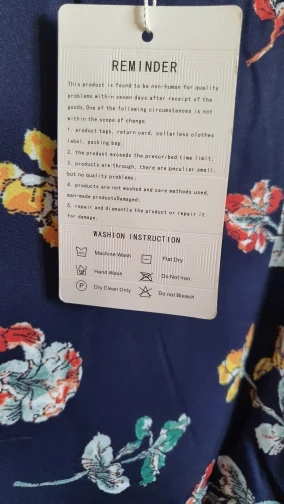 REMINDER
This product is found to be non-human for quality
problems within seven days after receipt of the
goods. One of the following circumstances is not
within the scope of change.
1. product tags, return card, collarless clothes
label, packing bag;
2. the product exceeds the prescribed time limit;
3. products are through, there are peculiar smell,
but no quality problems;
4. products are not washed and care methods used,
man-made productsDamaged;
5. repair and dismantle the product or repair it
for damage.
WASHION INSTRUCTION
Machine Wash
Flat Dry
Hand Wash
Do Not Iron
P
Dry Clean Only
Do not Bleach